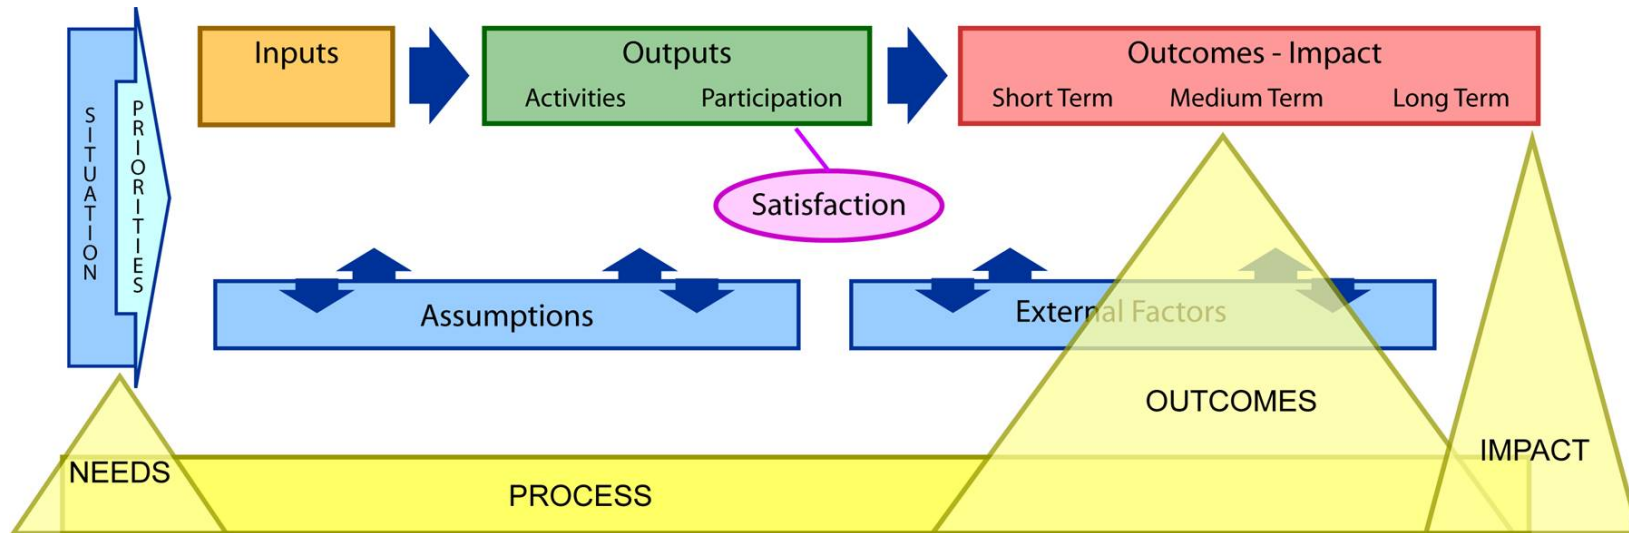 SITUATION
PRIORITIES
Inputs
Outputs
Activities Participation
Outcomes - Impact
Short Term Medium Term Long Term
Satisfaction
Assumptions
External Factors
NEEDS
PROCESS
OUTCOMES
IMPACT